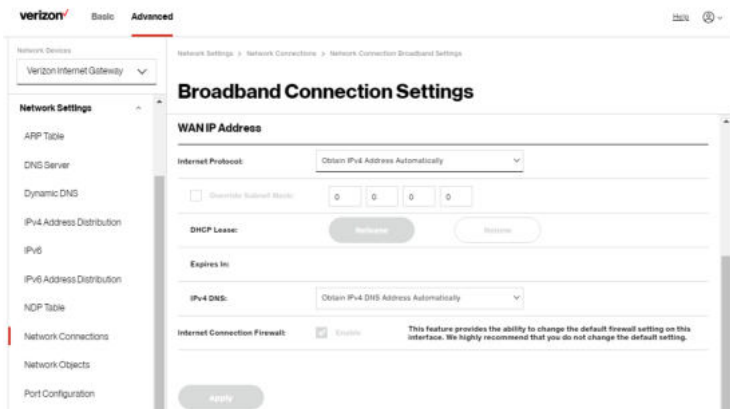 verizon
Basic
Advanced
Help
Network Devices
Verizon Internet Gateway
Network Settings
ARP Table
DNS Server
Dynamic DNS
IPv4 Address Distribution
IPv6
IPv6 Address Distribution
NDP Table
Network Connections
Network Objects
Port Configuration
Network Settings > Network Connections > Network Connection Broadband Settings
Broadband Connection Settings
WAN IP Address
Internet Protocol:
Obtain IPv4 Address Automatically
Override Subnet Mask:
0 0 0 0
DHCP Lease:
Release
Renew
Expires In:
IPv4 DNS:
Obtain IPv4 DNS Address Automatically
Internet Connection Firewall:
Enable
This feature provides the ability to change the default firewall setting on this
interface. We highly recommend that you do not change the default setting.
Apply